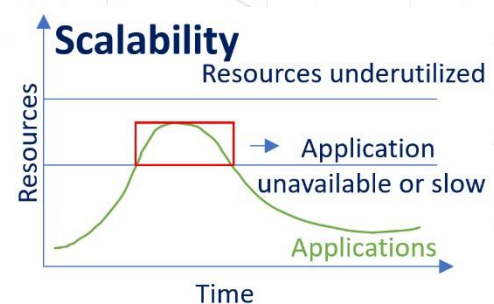 Scalability
Resources underutilized
Resources
Application
unavailable or slow
Applications
Time